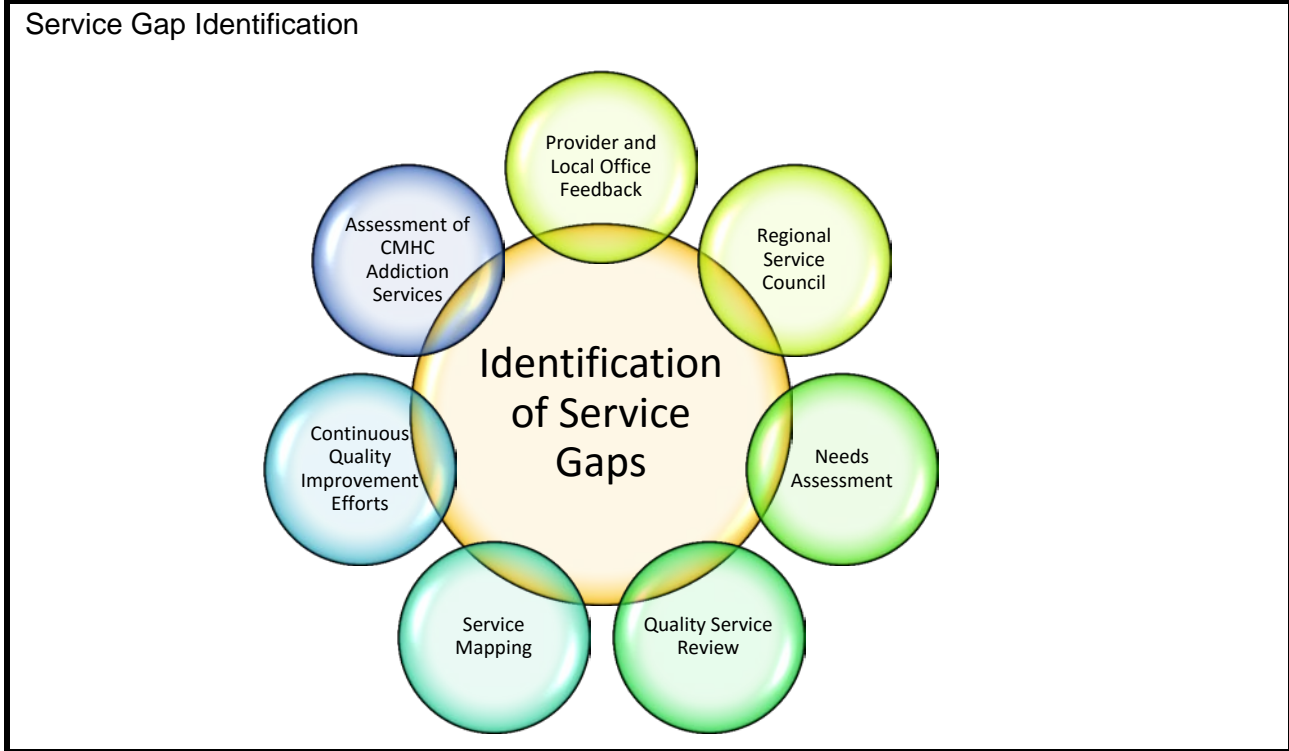 Service Gap Identification
Provider and
Local Office
Feedback
Regional
Service
Council
Needs
Assessment
Quality Service
Review
Service
Mapping
Continuous
Quality
Improvement
Efforts
Assessment of
CMHC
Addiction
Services
Identification
of Service
Gaps